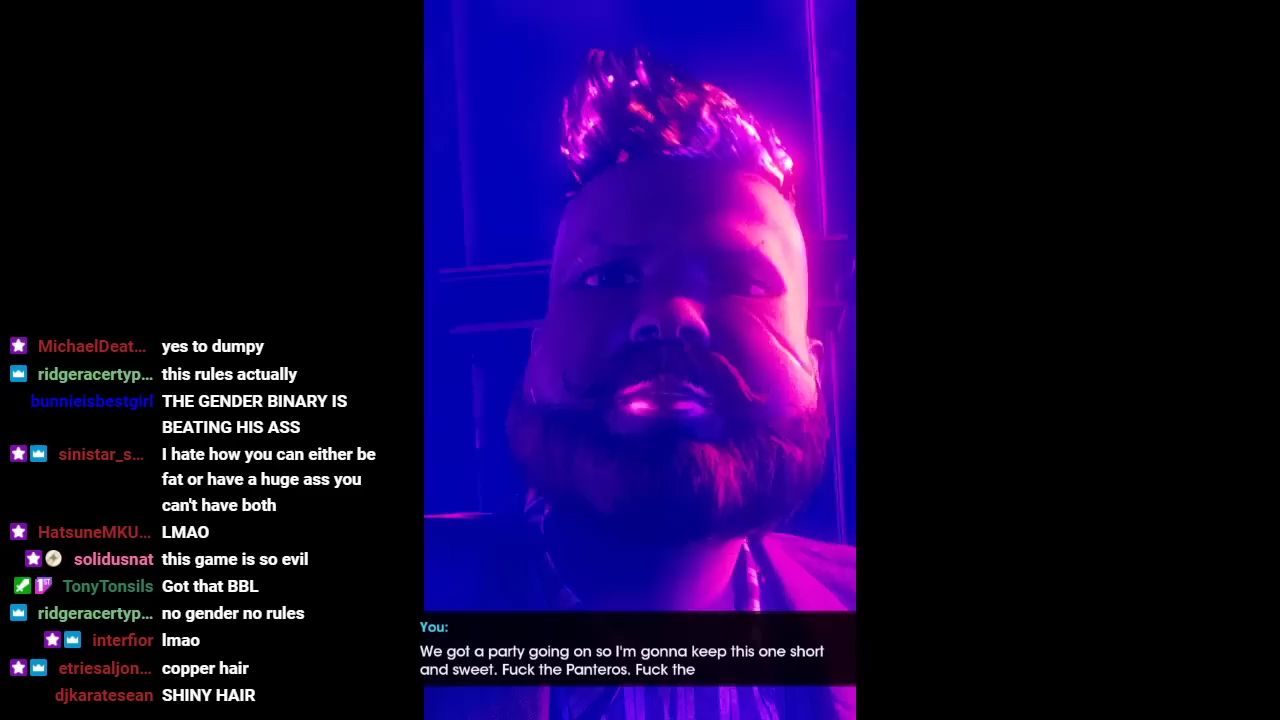 MichaelDeat... yes to dumpy
ridgeracertyp... this rules actually
bunnieisbestgirl THE GENDER BINARY IS
BEATING HIS ASS
sinistar_s... I hate how you can either be
fat or have a huge ass you
can't have both
HatsuneMKU... LMAO
solidusnat this game is so evil
1ST TonyTonsils Got that BBL
ridgeracertyp... no gender no rules
interfior lmao
etriesaljon... copper hair
djkaratesean SHINY HAIR
You:
We got a party going on so I'm gonna keep this one short
and sweet. Fuck the Panteros. Fuck the